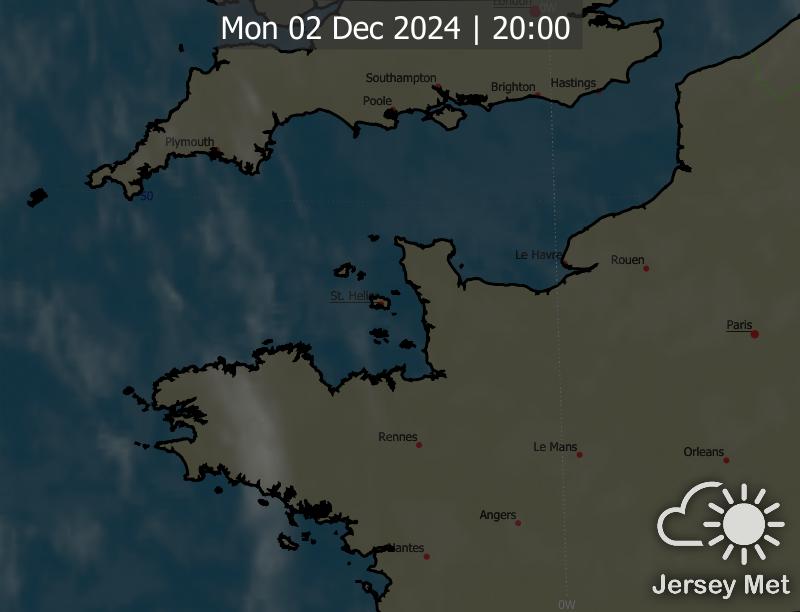 London
0W
Mon 02 Dec 2024 | 20:00
Southampton
Brighton
Hastings
Poole
Plymouth
50
Le Havre
Rouen
St. Helier
Paris
Rennes
Le Mans
Orleans
Angers
Nantes
Jersey Met
0W